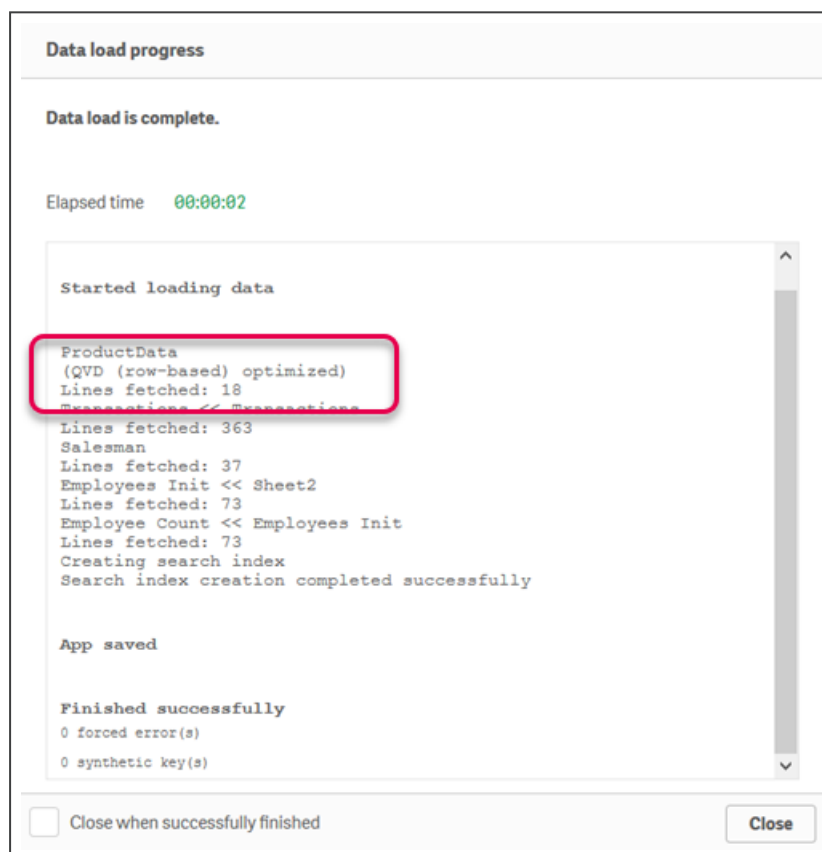 Data load progress
Data load is complete.
Elapsed time 00:00:02
Started loading data
ProductData
(QVD (row-based) optimized)
Lines fetched: 18
Transactions << Transactions
Lines fetched: 363
Salesman
Lines fetched: 37
Employees Init << Sheet2
Lines fetched: 73
Employee Count << Employees Init
Lines fetched: 73
Creating search index
Search index creation completed successfully
App saved
Finished successfully
0 forced error(s)
0 synthetic key(s)
Close when successfully finished
Close